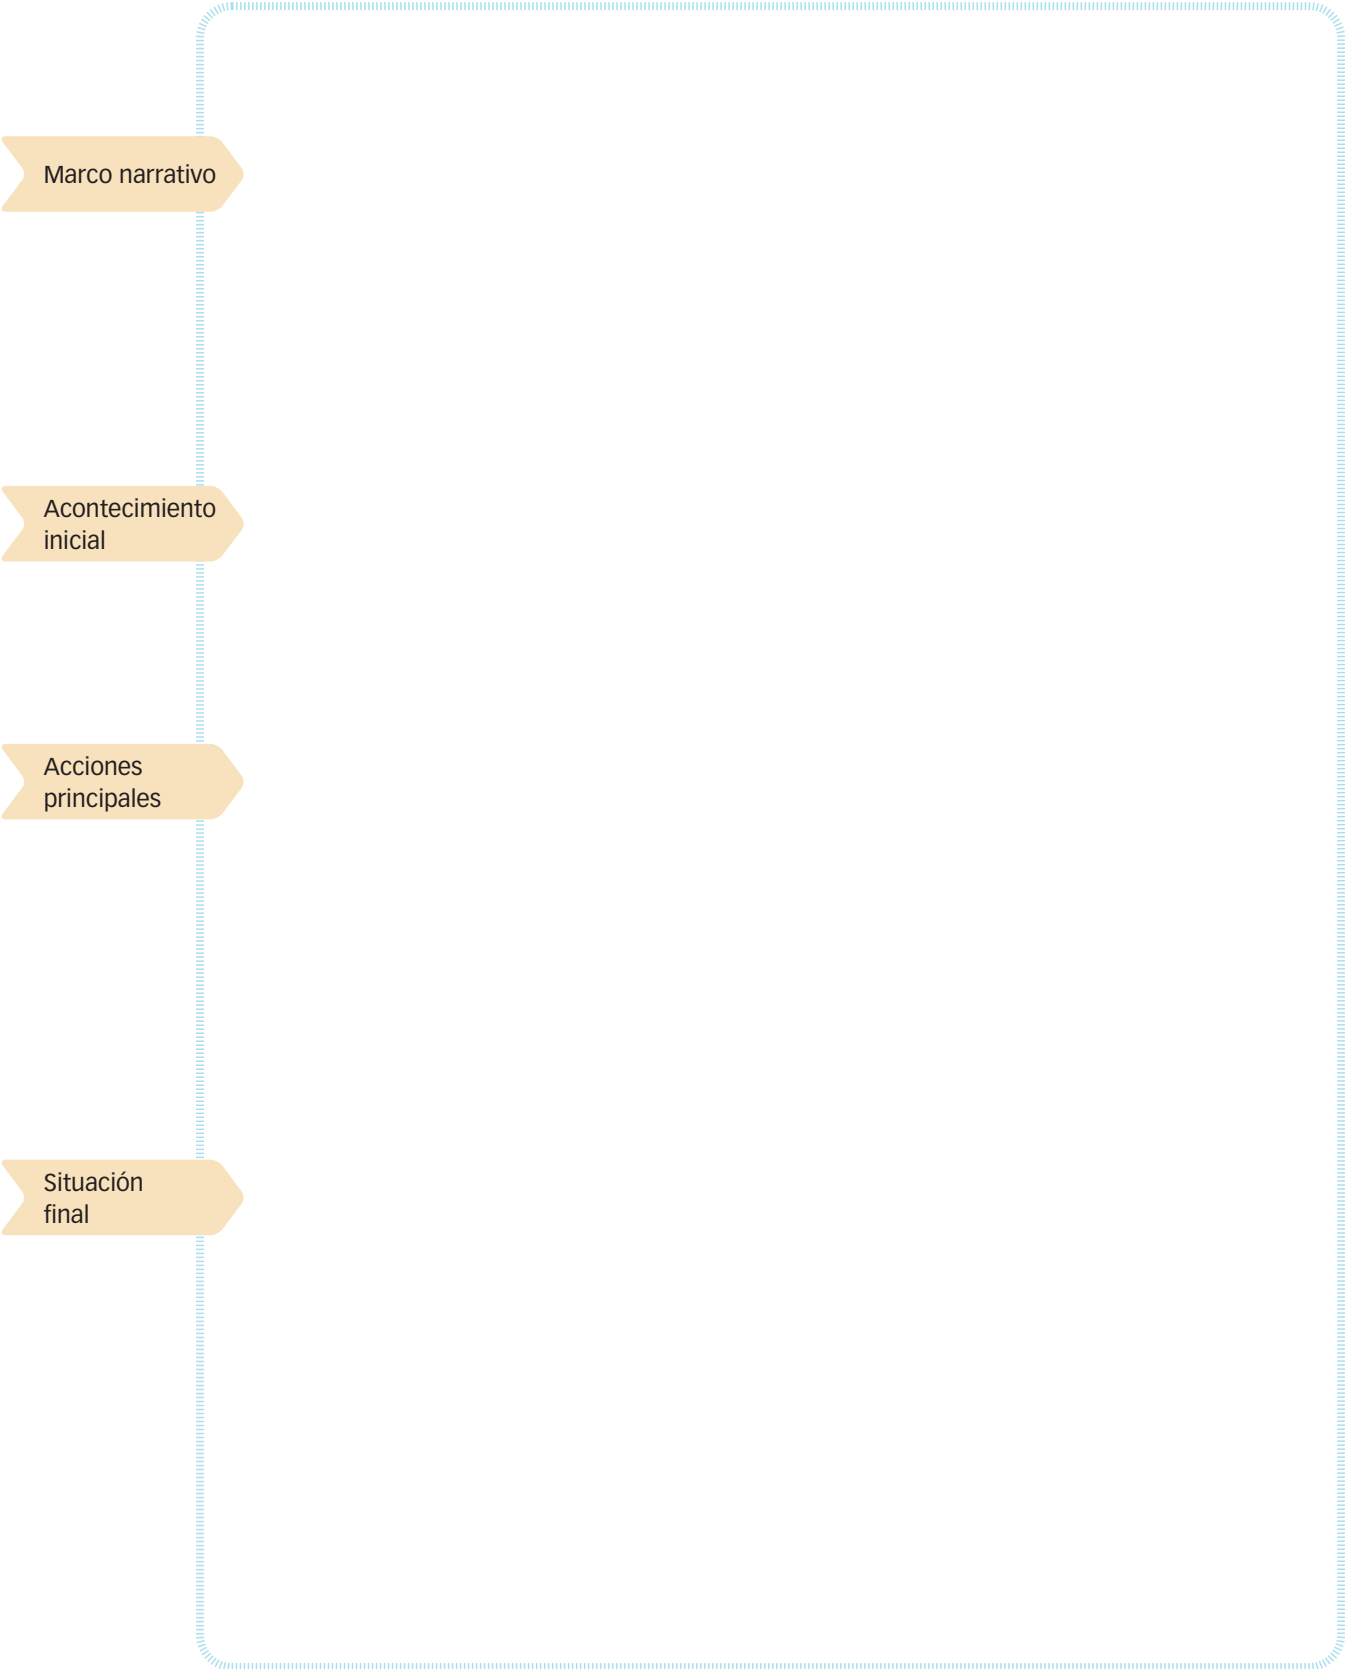 Marco narrativo
Acontecimiento
inicial
Acciones
principales
Situación
final